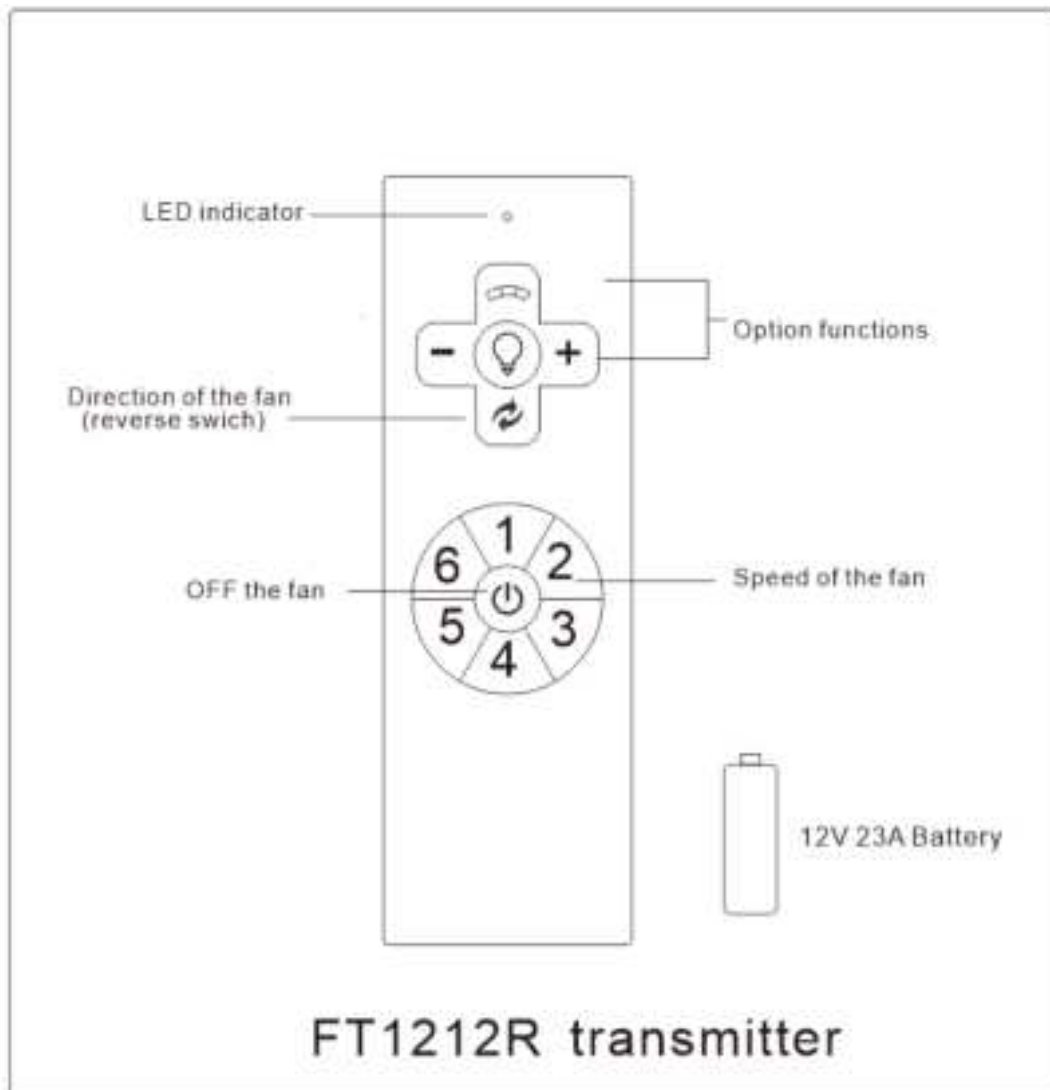 LED indicator
-
+
Option functions
Direction of the fan
(reverse swich)
1
6
2
OFF the fan
Speed of the fan
5
3
4
12V 23A Battery
FT1212R transmitter